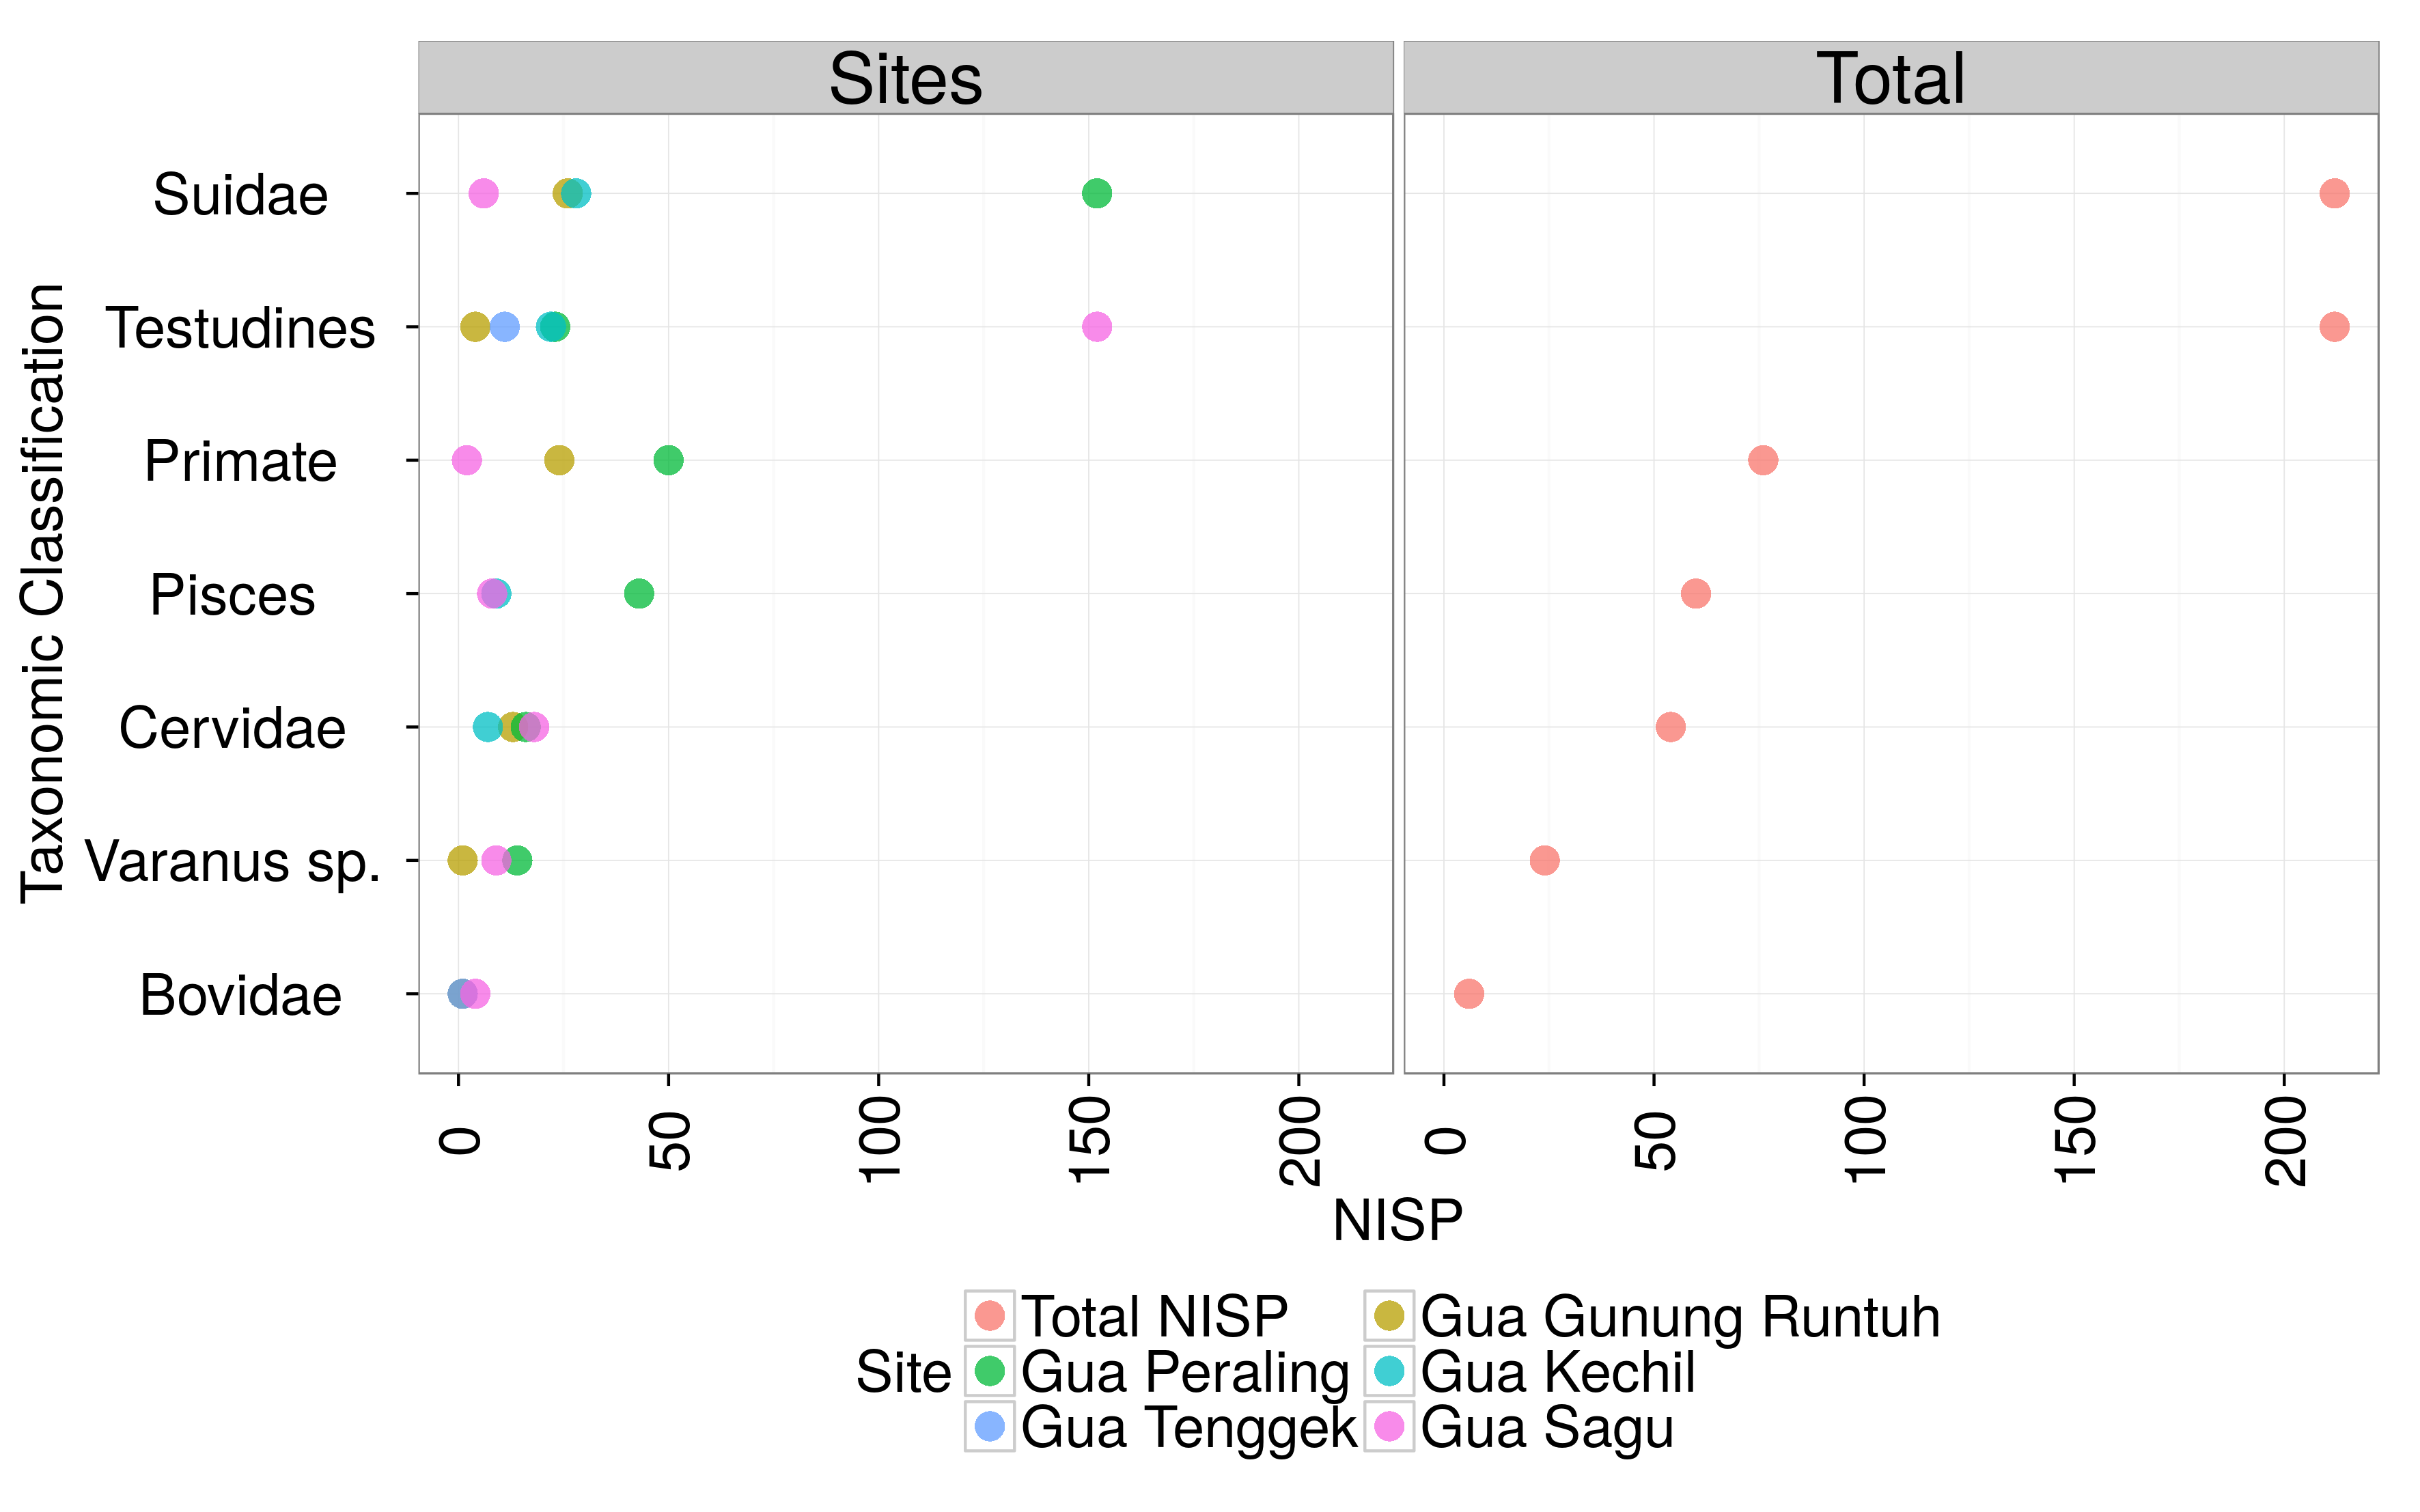 Sites
Total
Taxonomic Classification
Suidae
Testudines
Primate
Pisces
Cervidae
Varanus sp.
Bovidae
0 50 100 150 200
0 50 100 150 200
NISP
Site
Total NISP
Gua Gunung Runtuh
Gua Peraling
Gua Kechil
Gua Tenggek
Gua Sagu